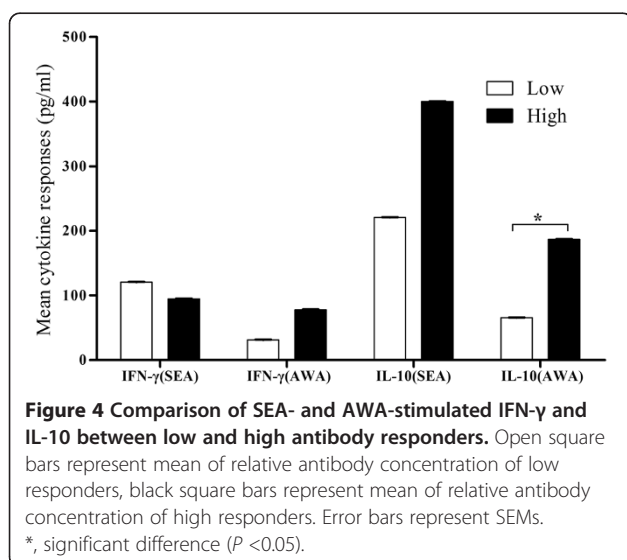 500
400
300
200
100
0
Mean cytokine responses (pg/ml)
Low
High
*
IFN-γ(SEA)
IFN-γ(AWA)
IL-10(SEA)
IL-10(AWA)
Figure 4 Comparison of SEA- and AWA-stimulated IFN-γ and
IL-10 between low and high antibody responders. Open square
bars represent mean of relative antibody concentration of low
responders, black square bars represent mean of relative antibody
concentration of high responders. Error bars represent SEMs.
*, significant difference (P <0.05).